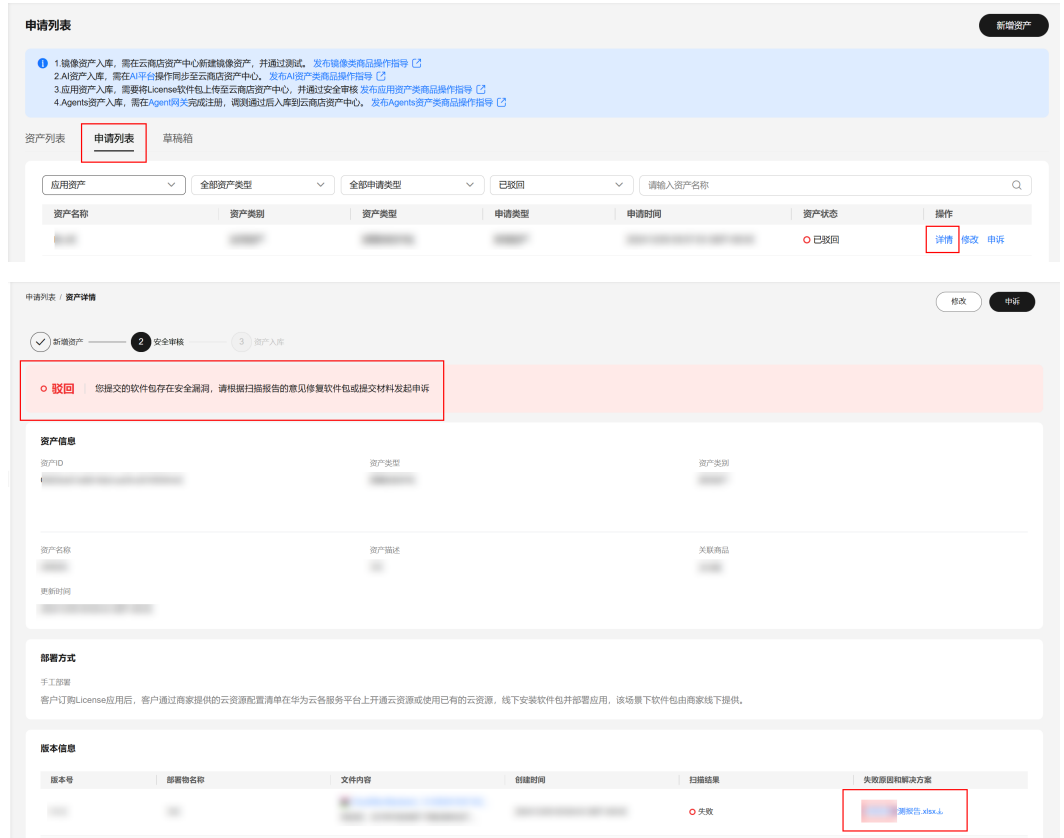 申请列表
新增资产
1.镜像资产入库，需在云商店资产中心新建镜像资产，并通过测试。 发布镜像类商品操作指导
2.AI资产入库，需在AI平台操作同步至云商店资产中心。 发布AI资产类商品操作指导
3.应用资产入库，需要将License软件包上传至云商店资产中心，并通过安全审核 发布应用资产类商品操作指导
4.Agents资产入库，需在Agent网关完成注册，调测通过后入库到云商店资产中心。 发布Agents资产类商品操作指导
资产列表 申请列表 草稿箱
应用资产 全部资产类型 全部申请类型 已驳回 请输入资产名称
资产名称 资产类别 资产类型 申请类型 申请时间 资产状态 操作
已驳回 详情 修改 申诉
申请列表 / 资产详情
修改 申诉
新增资产 2 安全审核 3 资产入库
驳回 您提交的软件包存在安全漏洞，请根据扫描报告的意见修复软件包或提交材料发起申诉
资产信息
资产ID 资产类型 资产类别
资产名称 资产描述 关联商品
更新时间
部署方式
手工部署
客户订购License应用后，客户通过商家提供的云资源配置清单在华为云各服务平台上开通云资源或使用已有的云资源，线下安装软件包并部署应用，该场景下软件包由商家线下提供。
版本信息
版本号 部署物名称 文件内容 创建时间 扫描结果 失败原因和解决方案
失败 测报告.xlsx